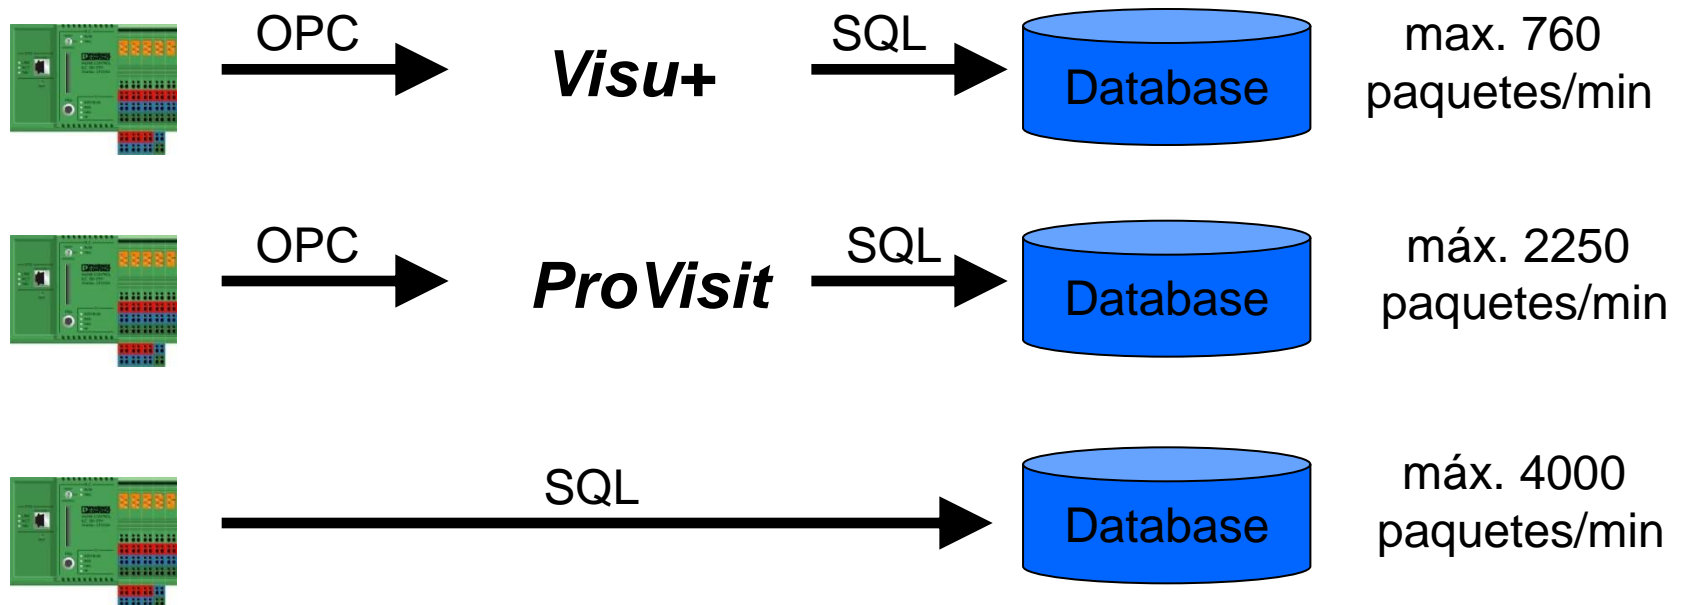 OPC
Visu+
SQL
Database
max. 760
paquetes/min
OPC
ProVisit
SQL
Database
máx. 2250
paquetes/min
SQL
Database
máx. 4000
paquetes/min